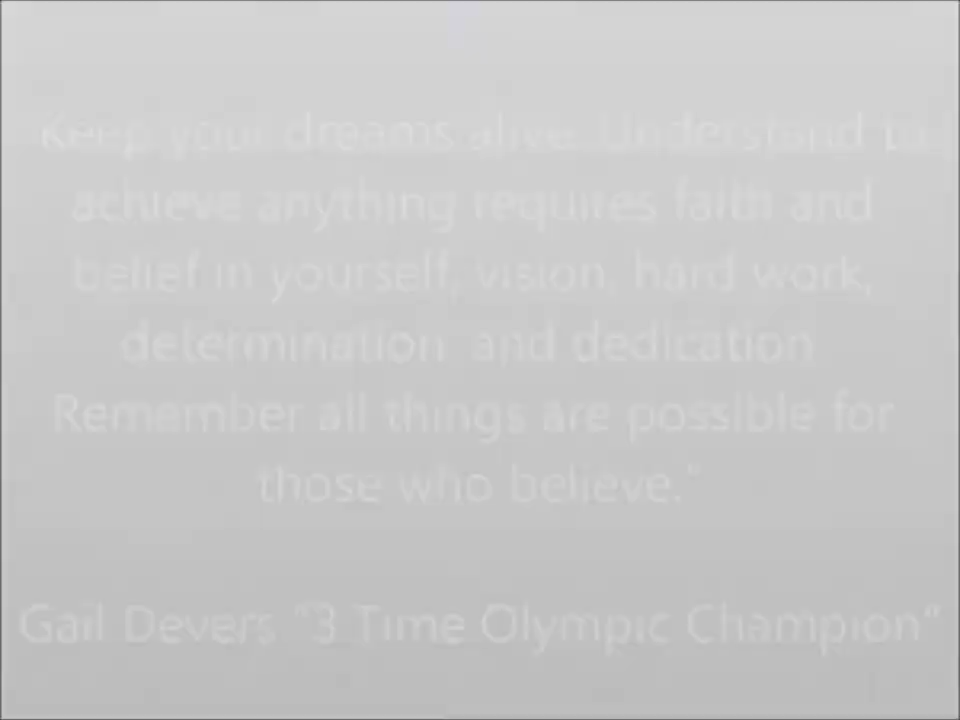 Keep your dreams alive. Understand to
achieve anything requires faith and
belief in yourself, vision, hard work,
determination, and dedication.
Remember all things are possible for
those who believe."
Gail Devers "3 Time Olympic Champion"